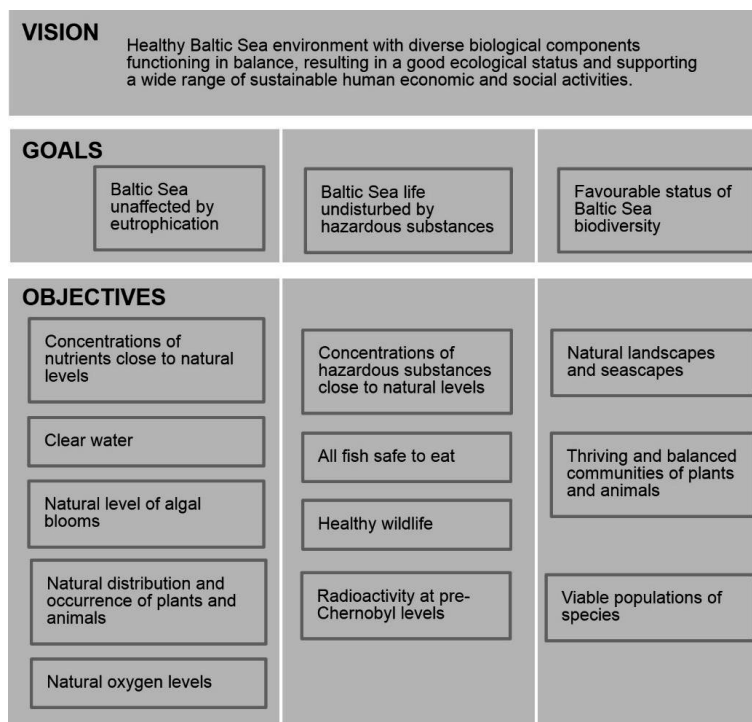 VISION
Healthy Baltic Sea environment with diverse biological components
functioning in balance, resulting in a good ecological status and supporting
a wide range of sustainable human economic and social activities.
GOALS
Baltic Sea
unaffected by
eutrophication
Baltic Sea life
undisturbed by
hazardous substances
Favourable status of
Baltic Sea
biodiversity
OBJECTIVES
Concentrations of
nutrients close to natural
levels
Clear water
Natural level of algal
blooms
Natural distribution and
occurrence of plants and
animals
Natural oxygen levels
Concentrations of
hazardous substances
close to natural levels
All fish safe to eat
Healthy wildlife
Radioactivity at pre-
Chernobyl levels
Natural landscapes
and seascapes
Thriving and balanced
communities of plants
and animals
Viable populations of
species